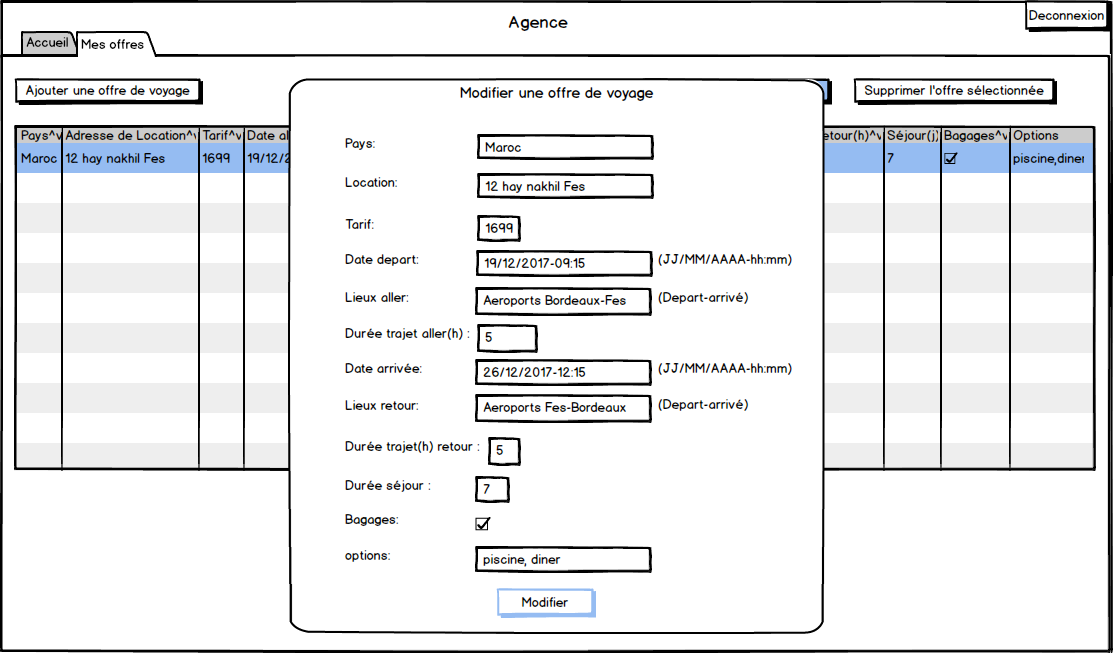 Agence
Deconnexion
Accueil
Mes offres
Ajouter une offre de voyage
Supprimer l'offre sélectionnée
Pays^v Adresse de Location^v Tarif^v Date al
etour(h)^v Séjour(j) Bagages^v Options
Maroc 12 hay nakhil Fes 1699 19/12/2
7 piscine,diner
Modifier une offre de voyage
Pays: Maroc
Location: 12 hay nakhil Fes
Tarif: 1699
Date depart: 19/12/2017-09:15 (JJ/MM/AAAA-hh:mm)
Lieux aller: Aeroports Bordeaux-Fes (Depart-arrivé)
Durée trajet aller(h) : 5
Date arrivée: 26/12/2017-12:15 (JJ/MM/AAAA-hh:mm)
Lieux retour: Aeroports Fes-Bordeaux (Depart-arrivé)
Durée trajet(h) retour : 5
Durée séjour : 7
Bagages:
options: piscine, diner
Modifier